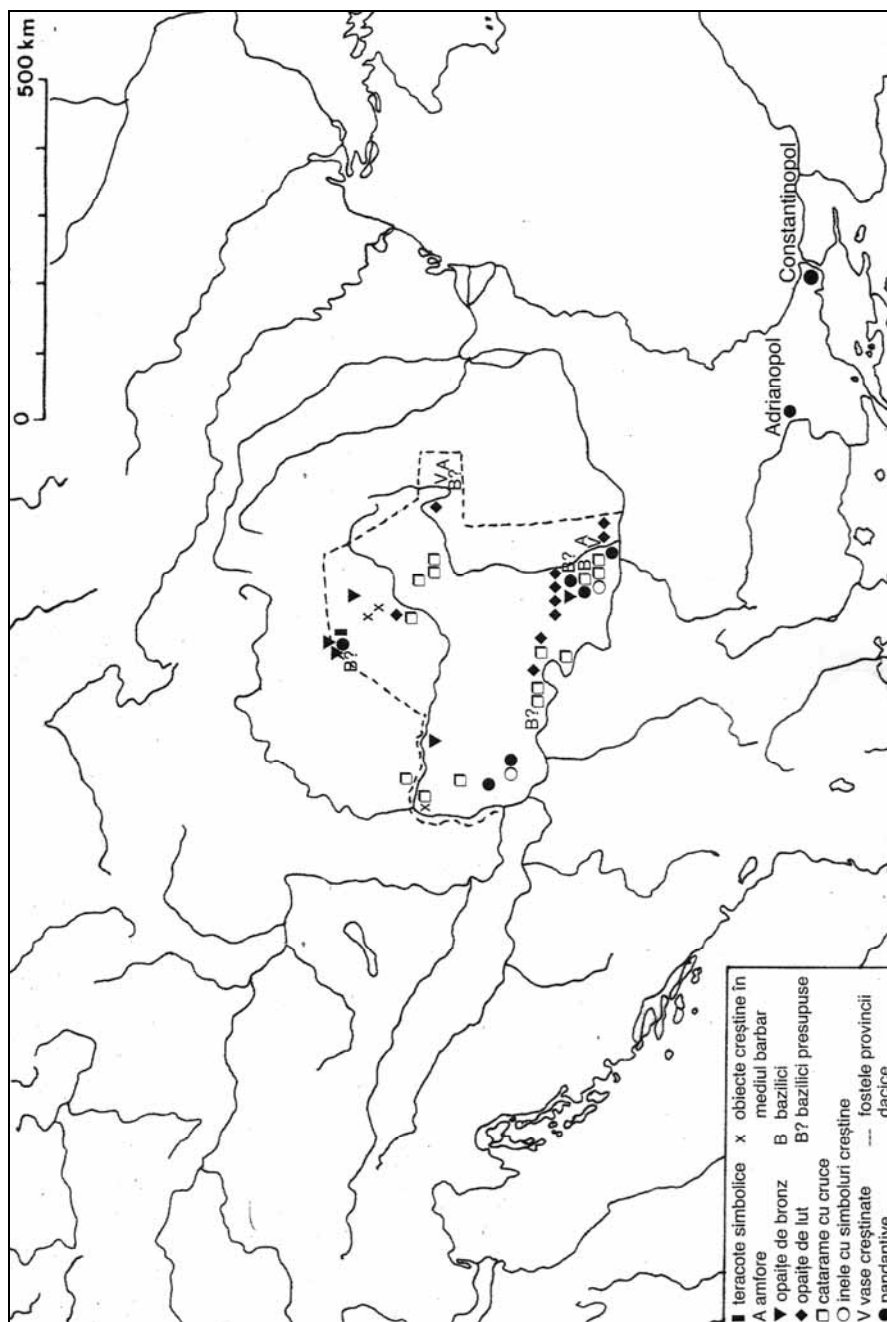 0 500 km
V A
B?
B?
A
B?
B
B?
Adrianopol
Constantinopol
teracote simbolice
A amfore
opaițe de bronz
opaițe de lut
catarame cu cruce
inele cu simboluri creștine
V vase creștinate
pandantive
x obiecte creștine în
mediul barbar
B bazilici
B? bazilici presupuse
--- fostele provincii
dacice